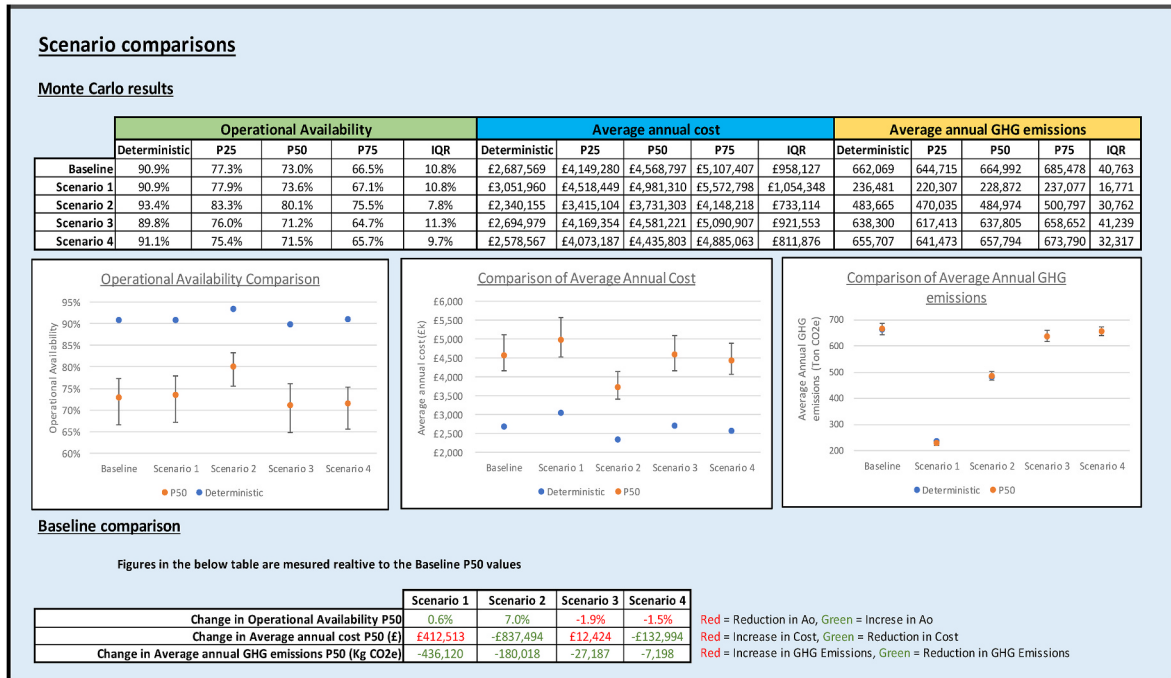 Scenario comparisons
Monte Carlo results
Operational Availability Average annual cost Average annual GHG emissions
Deterministic P25 P50 P75 IQR Deterministic P25 P50 P75 IQR Deterministic P25 P50 P75 IQR
Baseline 90.9% 77.3% 73.0% 66.5% 10.8% £2,687,569 £4,149,280 £4,568,797 £5,107,407 £958,127 662,069 644,715 664,992 685,478 40,763
Scenario 1 90.9% 77.9% 73.6% 67.1% 10.8% £3,051,960 £4,518,449 £4,981,310 £5,572,798 £1,054,348 236,481 220,307 228,872 237,077 16,771
Scenario 2 93.4% 83.3% 80.1% 75.5% 7.8% £2,340,155 £3,415,104 £3,731,303 £4,148,218 £733,114 483,665 470,035 484,974 500,797 30,762
Scenario 3 89.8% 76.0% 71.2% 64.7% 11.3% £2,694,979 £4,169,354 £4,581,221 £5,090,907 £921,553 638,300 617,413 637,805 658,652 41,239
Scenario 4 91.1% 75.4% 71.5% 65.7% 9.7% £2,578,567 £4,073,187 £4,435,803 £4,885,063 £811,876 655,707 641,473 657,794 673,790 32,317
Operational Availability Comparison
Operational Availability
95%
90%
85%
80%
75%
70%
65%
60%
Baseline Scenario 1 Scenario 2 Scenario 3 Scenario 4
P50 Deterministic
Comparison of Average Annual Cost
Average annual cost (£k)
£6,000
£5,500
£5,000
£4,500
£4,000
£3,500
£3,000
£2,500
£2,000
Baseline Scenario 1 Scenario 2 Scenario 3 Scenario 4
Deterministic P50
Comparison of Average Annual GHG
emissions
Average Annual GHG
emissions (Ton CO2e)
700
600
500
400
300
200
Baseline Scenario 1 Scenario 2 Scenario 3 Scenario 4
Deterministic P50
Baseline comparison
Figures in the below table are mesured realtive to the Baseline P50 values
Scenario 1 Scenario 2 Scenario 3 Scenario 4
Change in Operational Availability P50 0.6% 7.0% -1.9% -1.5% Red = Reduction in Ao, Green = Increse in Ao
Change in Average annual cost P50 (£) £412,513 -£837,494 £12,424 -£132,994 Red = Increase in Cost, Green = Reduction in Cost
Change in Average annual GHG emissions P50 (Kg CO2e) -436,120 -180,018 -27,187 -7,198 Red = Increase in GHG Emissions, Green = Reduction in GHG Emissions